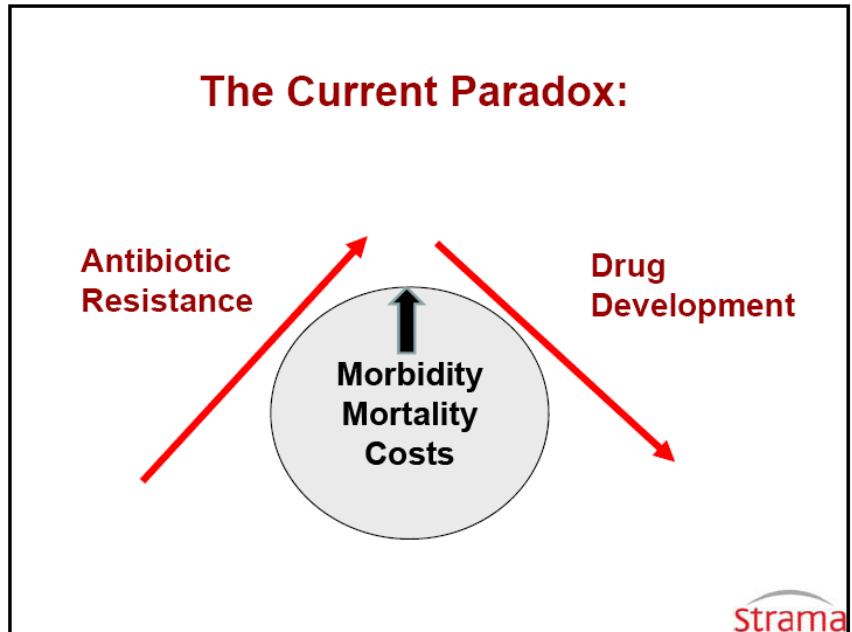 The Current Paradox:
Antibiotic
Resistance
Drug
Development
Morbidity
Mortality
Costs
strama